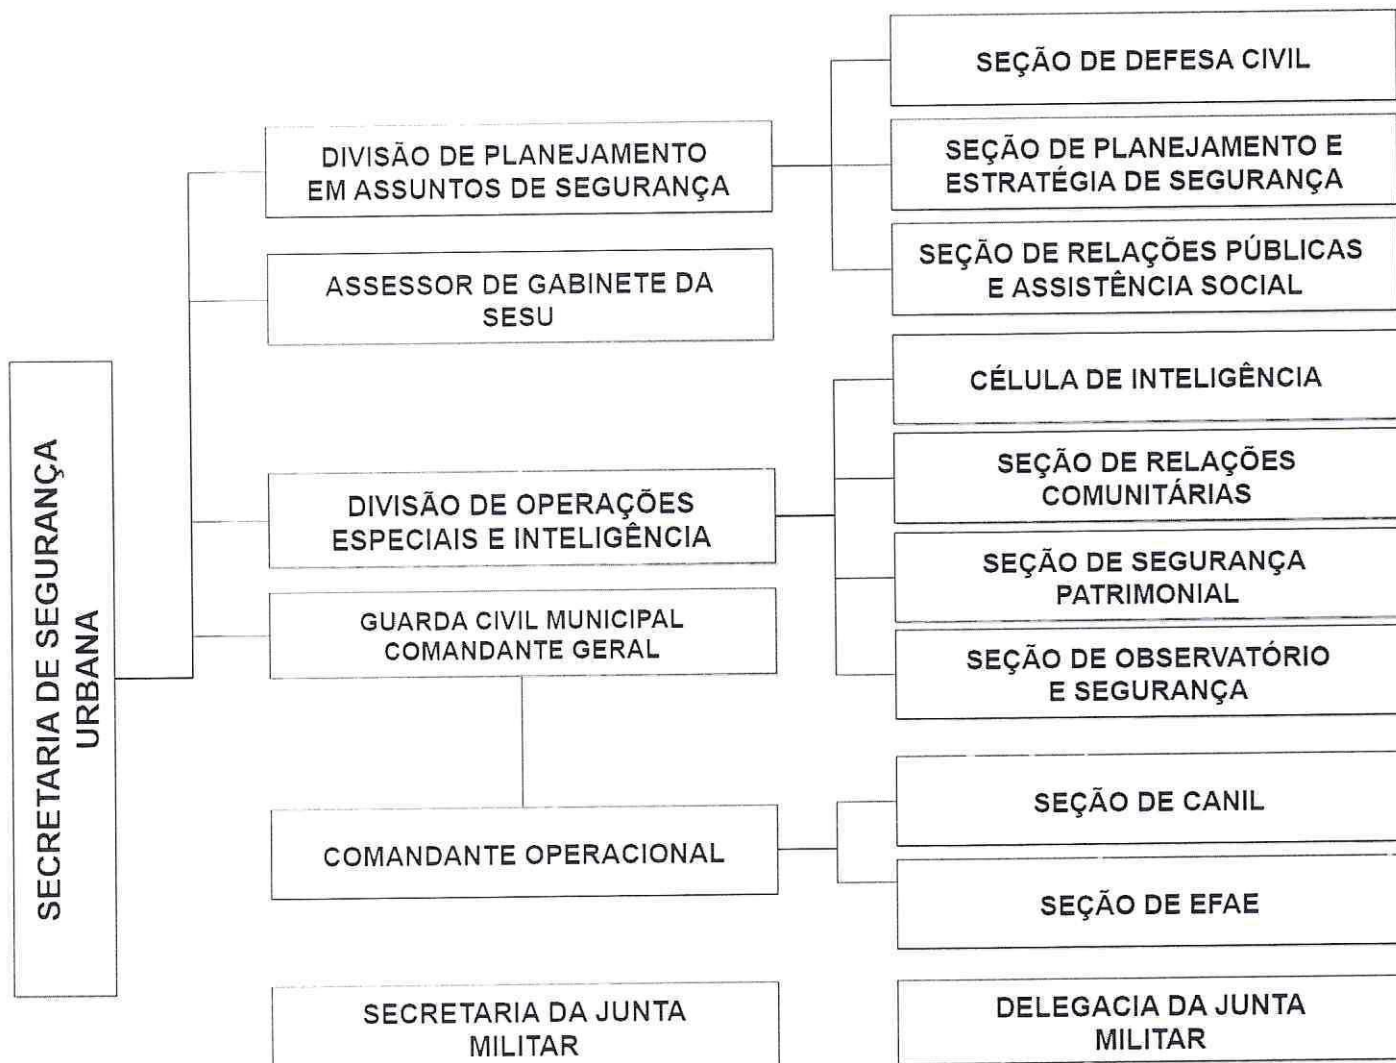 SECRETARIA DE SEGURANÇA
URBANA
DIVISÃO DE PLANEJAMENTO
EM ASSUNTOS DE SEGURANÇA
SEÇÃO DE DEFESA CIVIL
SEÇÃO DE PLANEJAMENTO E
ESTRATÉGIA DE SEGURANÇA
SEÇÃO DE RELAÇÕES PÚBLICAS
E ASSISTÊNCIA SOCIAL
ASSESSOR DE GABINETE DA
SESU
DIVISÃO DE OPERAÇÕES
ESPECIAIS E INTELIGÊNCIA
CÉLULA DE INTELIGÊNCIA
SEÇÃO DE RELAÇÕES
COMUNITÁRIAS
SEÇÃO DE SEGURANÇA
PATRIMONIAL
SEÇÃO DE OBSERVATÓRIO
E SEGURANÇA
GUARDA CIVIL MUNICIPAL
COMANDANTE GERAL
COMANDANTE OPERACIONAL
SEÇÃO DE CANIL
SEÇÃO DE EFAE
SECRETARIA DA JUNTA
MILITAR
DELEGACIA DA JUNTA
MILITAR